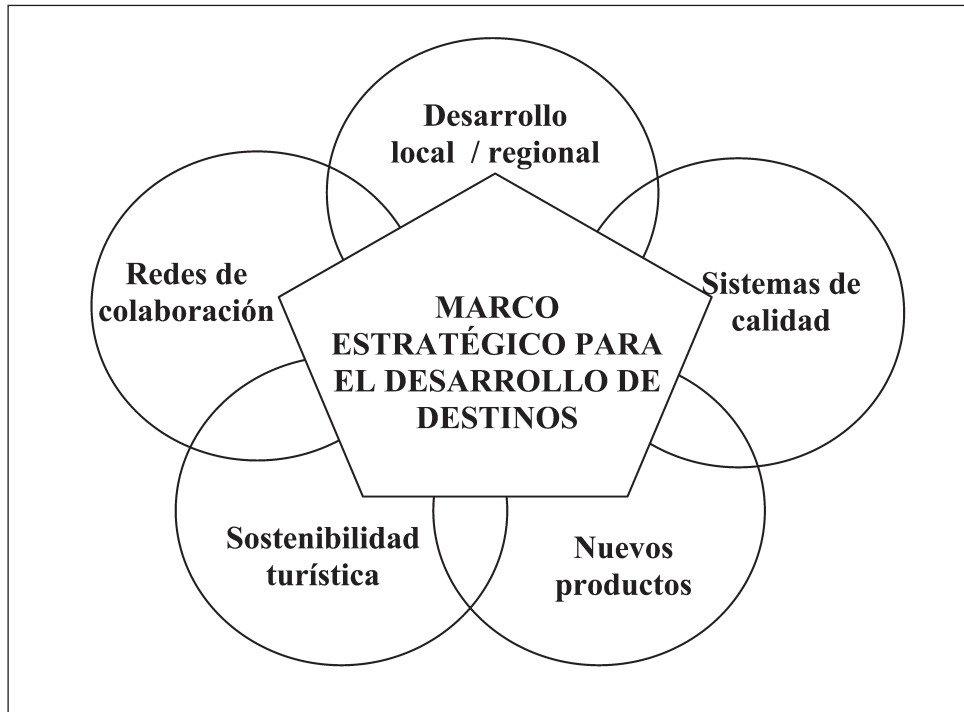 Desarrollo
local / regional
Redes de
colaboración
Sistemas de
calidad
MARCO
ESTRATÉGICO PARA
EL DESARROLLO DE
DESTINOS
Sostenibilidad
turística
Nuevos
productos